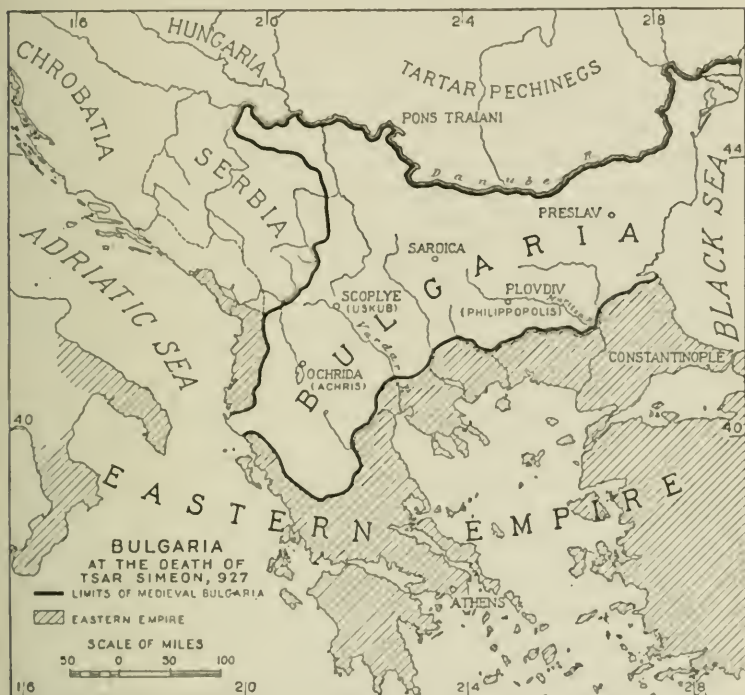 16
20
24
28
HUNGARIA
CHROBATIA
TARTAR PECHINEGS
PONS TRAIANI
44
44
Danube R
SERBIA
PRESLAV
SARDICA
BLACK SEA
ADRIATIC SEA
BULGARIA
SCOPLYE
(USKUB)
PLOVDIV
(PHILIPPOPOLIS)
Vardar
OCHRIDA
(ACHRIS)
CONSTANTINOPLE
40
40
EASTERN EMPIRE
ATHENS
BULGARIA
AT THE DEATH OF
TSAR SIMEON, 927
LIMITS OF MEDIEVAL BULGARIA
EASTERN EMPIRE
SCALE OF MILES
50 0 50 100
16
20
24
28